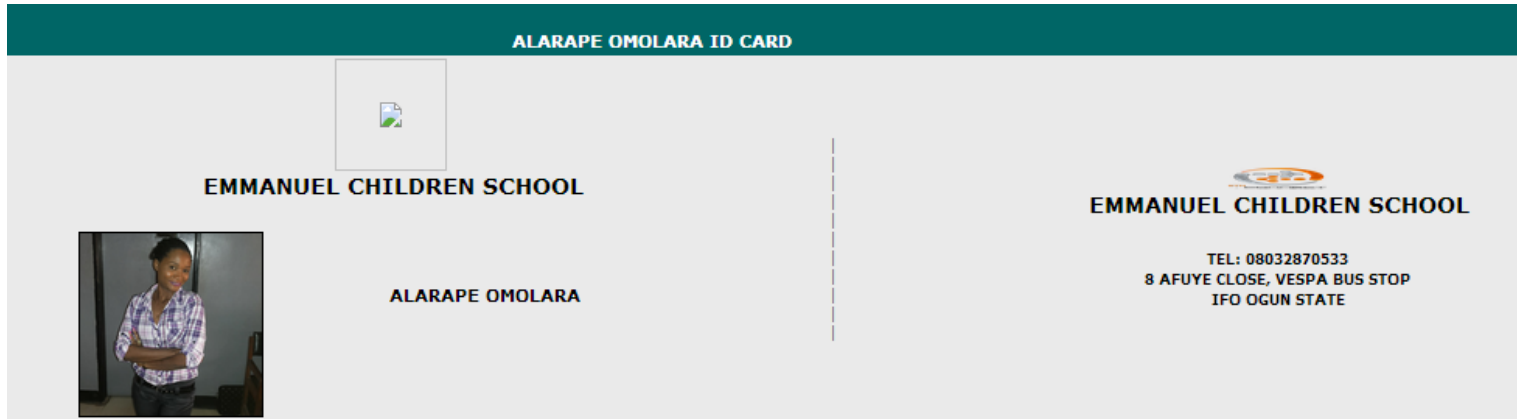 ALARAPE OMOLARA ID CARD
EMMANUEL CHILDREN SCHOOL
ALARAPE OMOLARA
EMMANUEL CHILDREN SCHOOL
TEL: 08032870533
8 AFUYE CLOSE, VESPA BUS STOP
IFO OGUN STATE